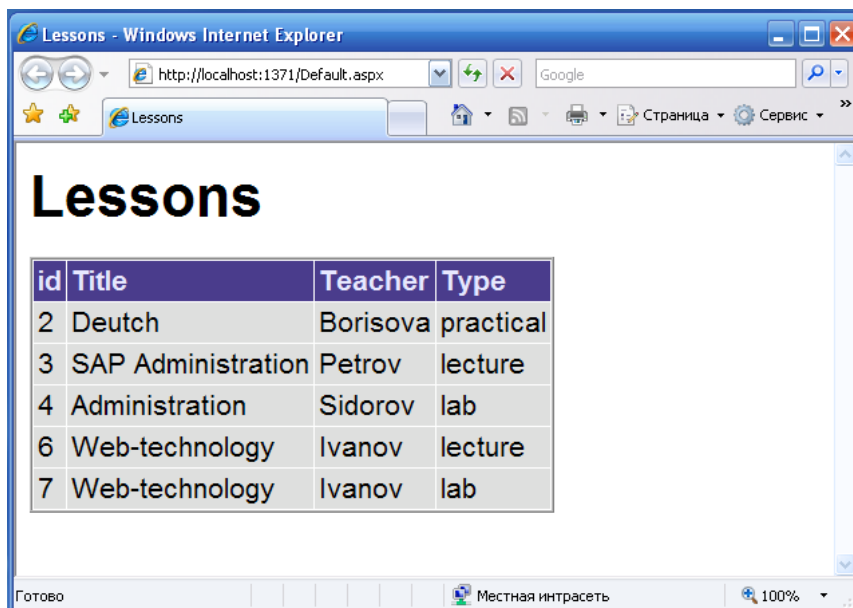 Lessons - Windows Internet Explorer
http://localhost:1371/Default.aspx Google
Lessons Страница Сервис »
Lessons
id Title Teacher Type
2 Deutch Borisova practical
3 SAP Administration Petrov lecture
4 Administration Sidorov lab
6 Web-technology Ivanov lecture
7 Web-technology Ivanov lab
Готово Местная интрасеть 100%